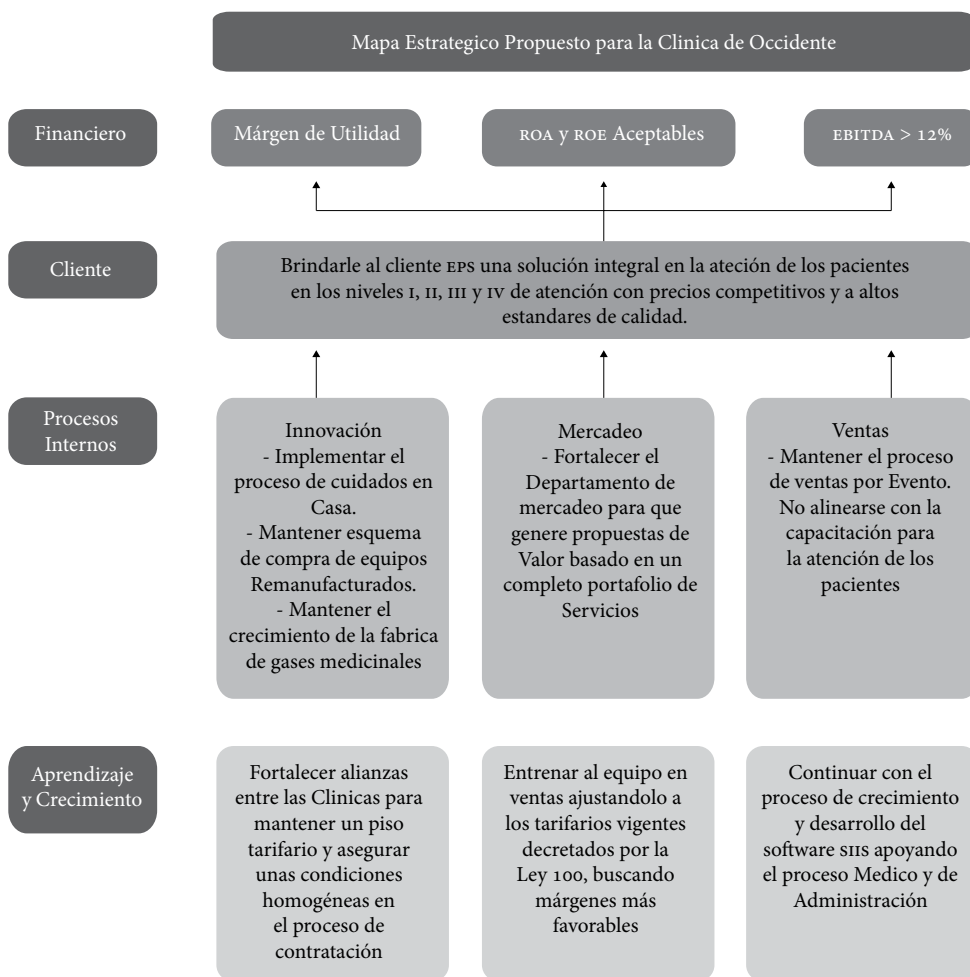 Mapa Estrategico Propuesto para la Clinica de Occidente
Financiero
Márgen de Utilidad
ROA y ROE Aceptables
EBITDA > 12%
Cliente
Brindarle al cliente EPS una solución integral en la ateción de los pacientes
en los niveles I, II, III y IV de atención con precios competitivos y a altos
estandares de calidad.
Procesos
Internos
Innovación
- Implementar el
proceso de cuidados en
Casa.
- Mantener esquema
de compra de equipos
Remanufacturados.
- Mantener el
crecimiento de la fabrica
de gases medicinales
Mercadeo
- Fortalecer el
Departamento de
mercadeo para que
genere propuestas de
Valor basado en un
completo portafolio de
Servicios
Ventas
- Mantener el proceso
de ventas por Evento.
No alinearse con la
capacitación para
la atención de los
pacientes
Aprendizaje
y Crecimiento
Fortalecer alianzas
entre las Clinicas para
mantener un piso
tarifario y asegurar
unas condiciones
homogéneas en
el proceso de
contratación
Entrenar al equipo en
ventas ajustandolo a
los tarifarios vigentes
decretados por la
Ley 100, buscando
márgenes más
favorables
Continuar con el
proceso de crecimiento
y desarrollo del
software SIIS apoyando
el proceso Medico y de
Administración